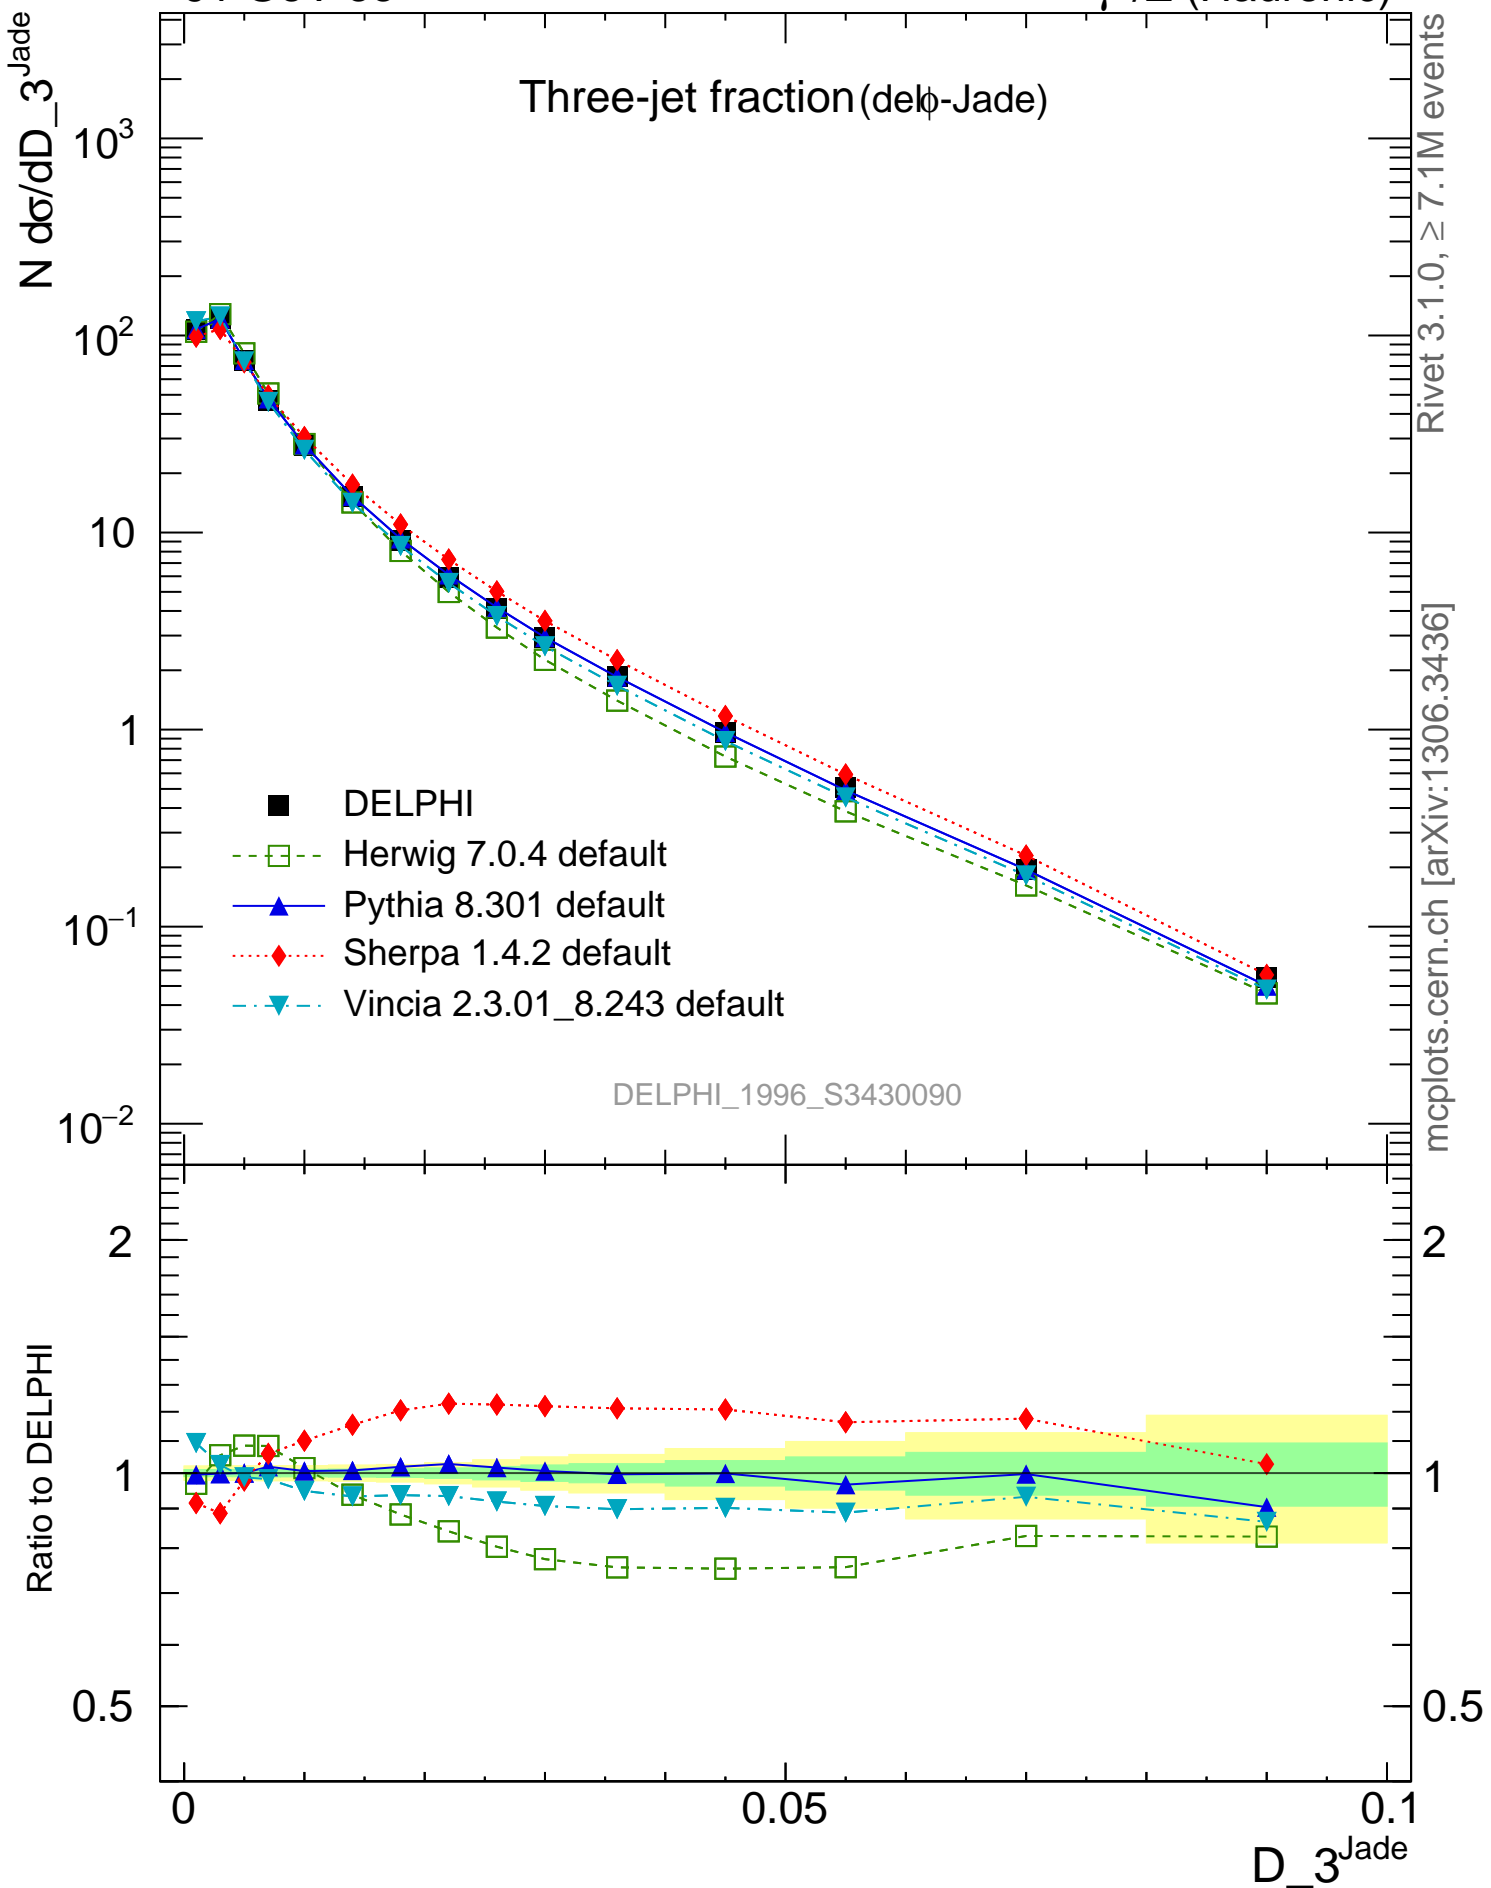 Three-jet fraction (delϕ-Jade)
N dσ/dD_3^Jade
10^3
10^2
10
1
10^−1
10^−2
DELPHI
Herwig 7.0.4 default
Pythia 8.301 default
Sherpa 1.4.2 default
Vincia 2.3.01_8.243 default
DELPHI_1996_S3430090
Rivet 3.1.0, ≥ 7.1M events
mcplots.cern.ch [arXiv:1306.3436]
Ratio to DELPHI
2
1
0.5
2
1
0.5
0
0.05
0.1
D_3^Jade